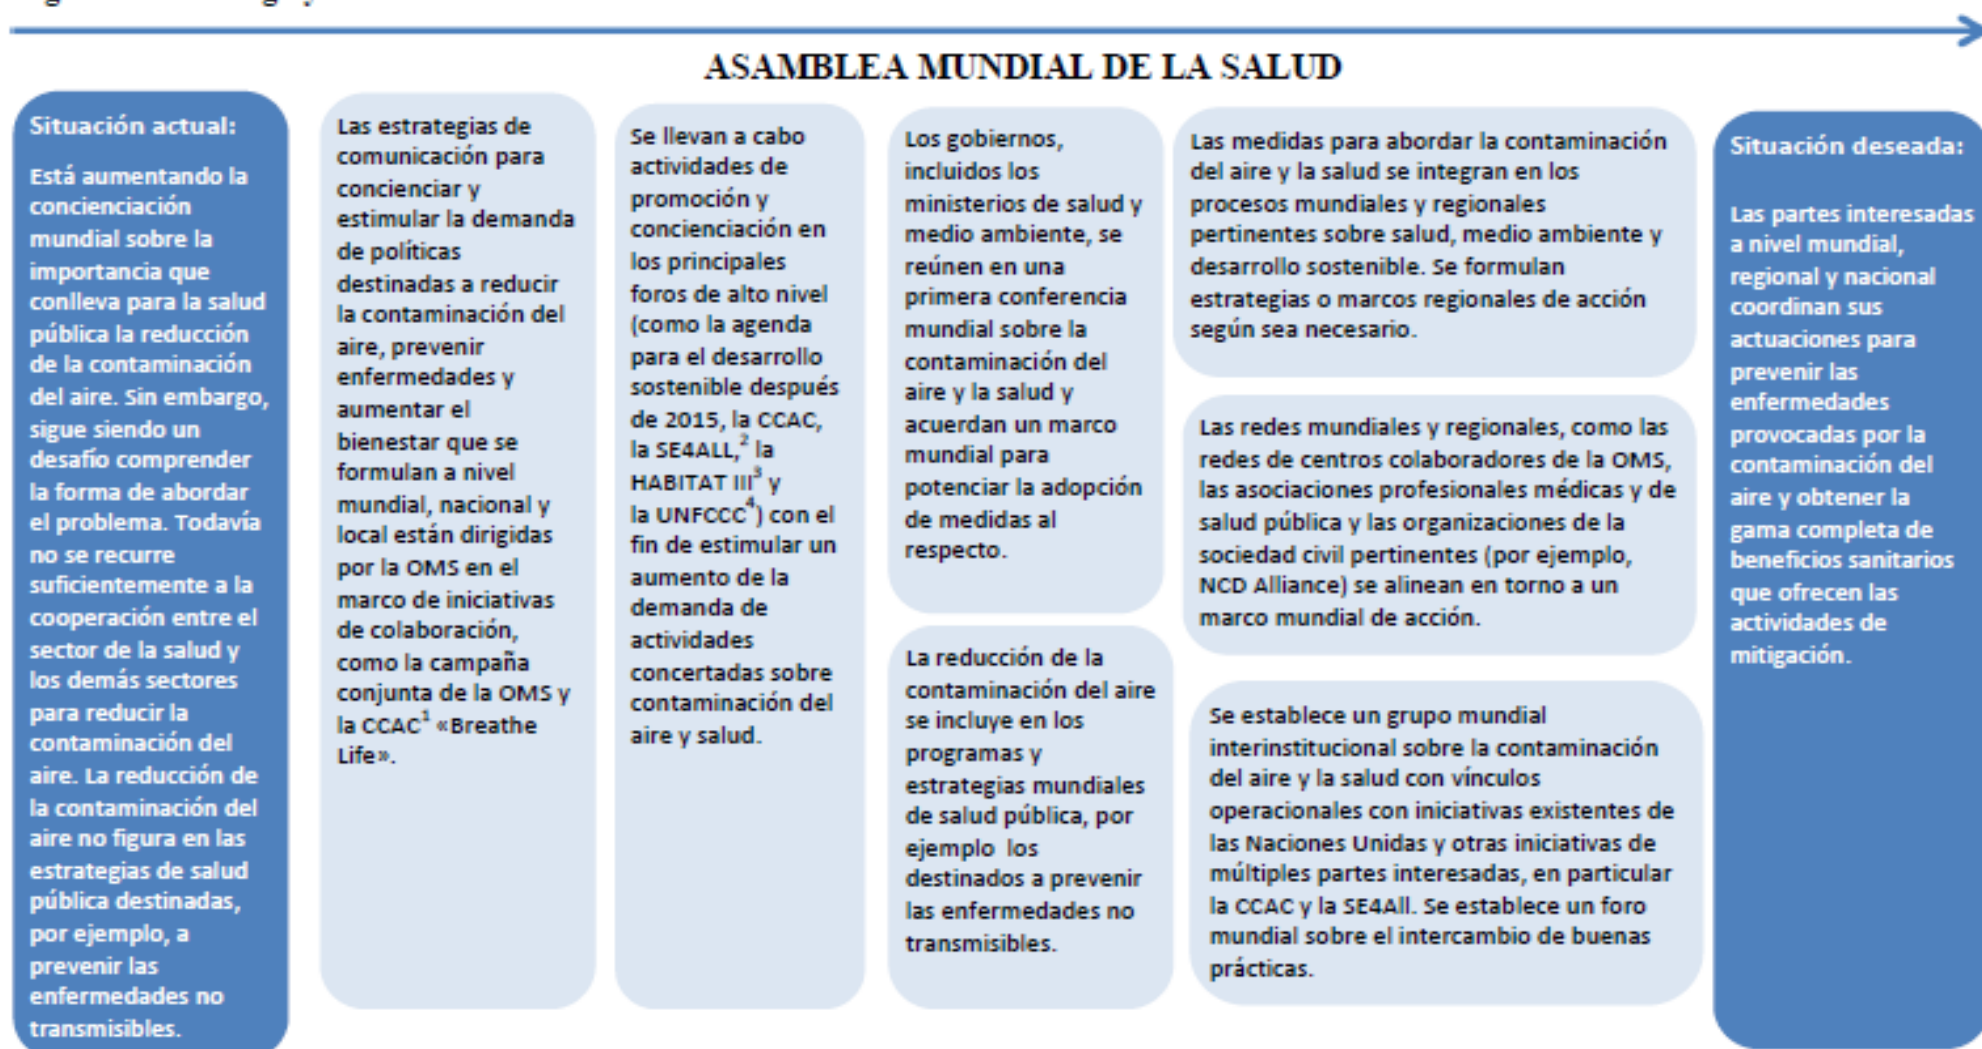 ASAMBLEA MUNDIAL DE LA SALUD
Situación actual:
Está aumentando la
concienciación
mundial sobre la
importancia que
conlleva para la salud
pública la reducción
de la contaminación
del aire. Sin embargo,
sigue siendo un
desafío comprender
la forma de abordar
el problema. Todavía
no se recurre
suficientemente a la
cooperación entre el
sector de la salud y
los demás sectores
para reducir la
contaminación del
aire. La reducción de
la contaminación del
aire no figura en las
estrategias de salud
pública destinadas,
por ejemplo, a
prevenir las
enfermedades no
transmisibles.
Las estrategias de
comunicación para
concienciar y
estimular la demanda
de políticas
destinadas a reducir
la contaminación del
aire, prevenir
enfermedades y
aumentar el
bienestar que se
formulan a nivel
mundial, nacional y
local están dirigidas
por la OMS en el
marco de iniciativas
de colaboración,
como la campaña
conjunta de la OMS y
la CCAC¹ «Breathe
Life».
Se llevan a cabo
actividades de
promoción y
concienciación en
los principales
foros de alto nivel
(como la agenda
para el desarrollo
sostenible después
de 2015, la CCAC,
la SE4ALL,² la
HABITAT III³ y
la UNFCCC⁴) con el
fin de estimular un
aumento de la
demanda de
actividades
concertadas sobre
contaminación del
aire y salud.
Los gobiernos,
incluidos los
ministerios de salud y
medio ambiente, se
reúnen en una
primera conferencia
mundial sobre la
contaminación del
aire y la salud y
acuerdan un marco
mundial para
potenciar la adopción
de medidas al
respecto.
La reducción de la
contaminación del aire
se incluye en los
programas y
estrategias mundiales
de salud pública, por
ejemplo los
destinados a prevenir
las enfermedades no
transmisibles.
Las medidas para abordar la contaminación
del aire y la salud se integran en los
procesos mundiales y regionales
pertinentes sobre salud, medio ambiente y
desarrollo sostenible. Se formulan
estrategias o marcos regionales de acción
según sea necesario.
Las redes mundiales y regionales, como las
redes de centros colaboradores de la OMS,
las asociaciones profesionales médicas y de
salud pública y las organizaciones de la
sociedad civil pertinentes (por ejemplo,
NCD Alliance) se alinean en torno a un
marco mundial de acción.
Se establece un grupo mundial
interinstitucional sobre la contaminación
del aire y la salud con vínculos
operacionales con iniciativas existentes de
las Naciones Unidas y otras iniciativas de
múltiples partes interesadas, en particular
la CCAC y la SE4All. Se establece un foro
mundial sobre el intercambio de buenas
prácticas.
Situación deseada:
Las partes interesadas
a nivel mundial,
regional y nacional
coordinan sus
actuaciones para
prevenir las
enfermedades
provocadas por la
contaminación del
aire y obtener la
gama completa de
beneficios sanitarios
que ofrecen las
actividades de
mitigación.